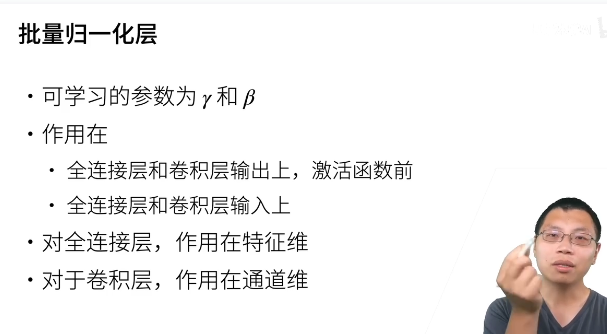 批量归一化层
• 可学习的参数为 γ 和 β
• 作用在
• 全连接层和卷积层输出上，激活函数前
• 全连接层和卷积层输入上
• 对全连接层，作用在特征维
• 对于卷积层，作用在通道维